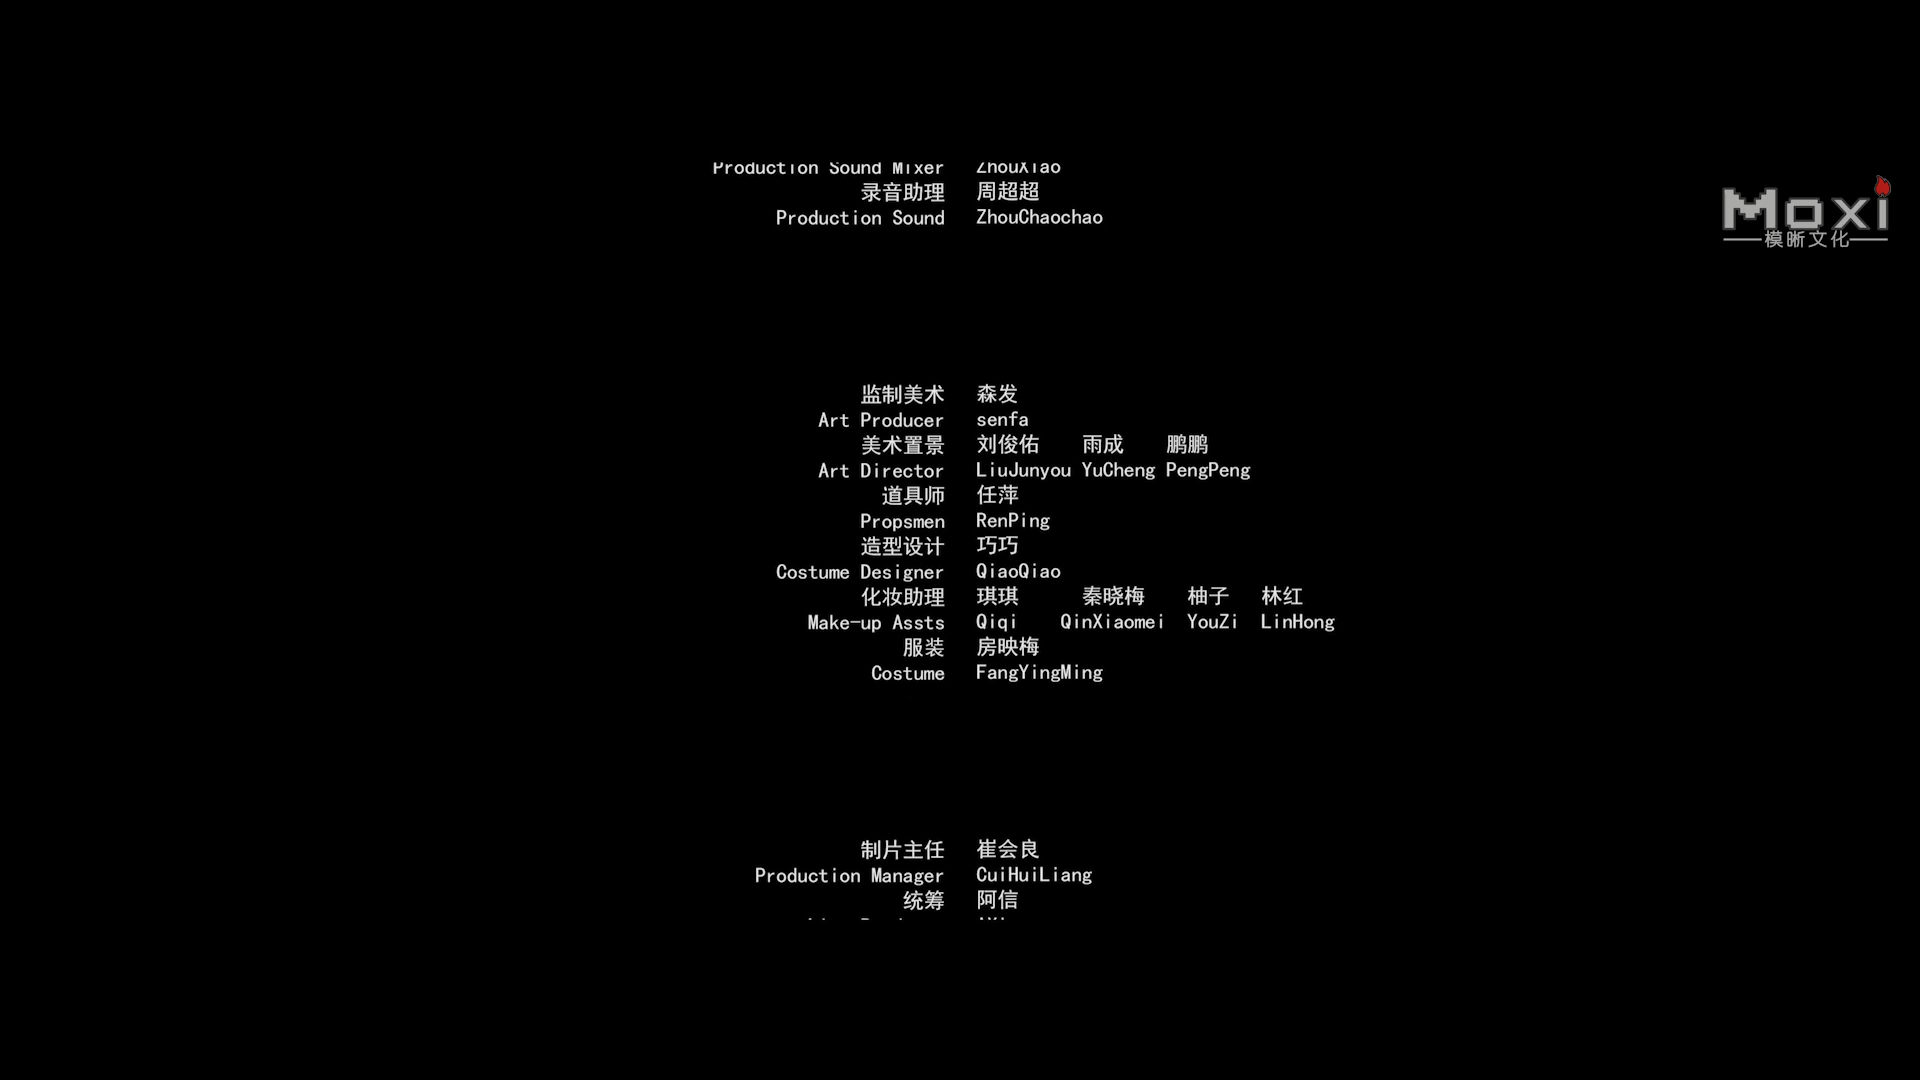 Production Sound Mixer ZhouXiao
录音助理 周超超
Production Sound ZhouChaochao
Moxi
模晰文化
监制美术 森发
Art Producer senfa
美术置景 刘俊佑 雨成 鹏鹏
Art Director LiuJunyou YuCheng PengPeng
道具师 任萍
Propsmen RenPing
造型设计 巧巧
Costume Designer QiaoQiao
化妆助理 琪琪 秦晓梅 柚子 林红
Make-up Assts Qiqi QinXiaomei YouZi LinHong
服装 房映梅
Costume FangYingMing
制片主任 崔会良
Production Manager CuiHuiLiang
统筹 阿信